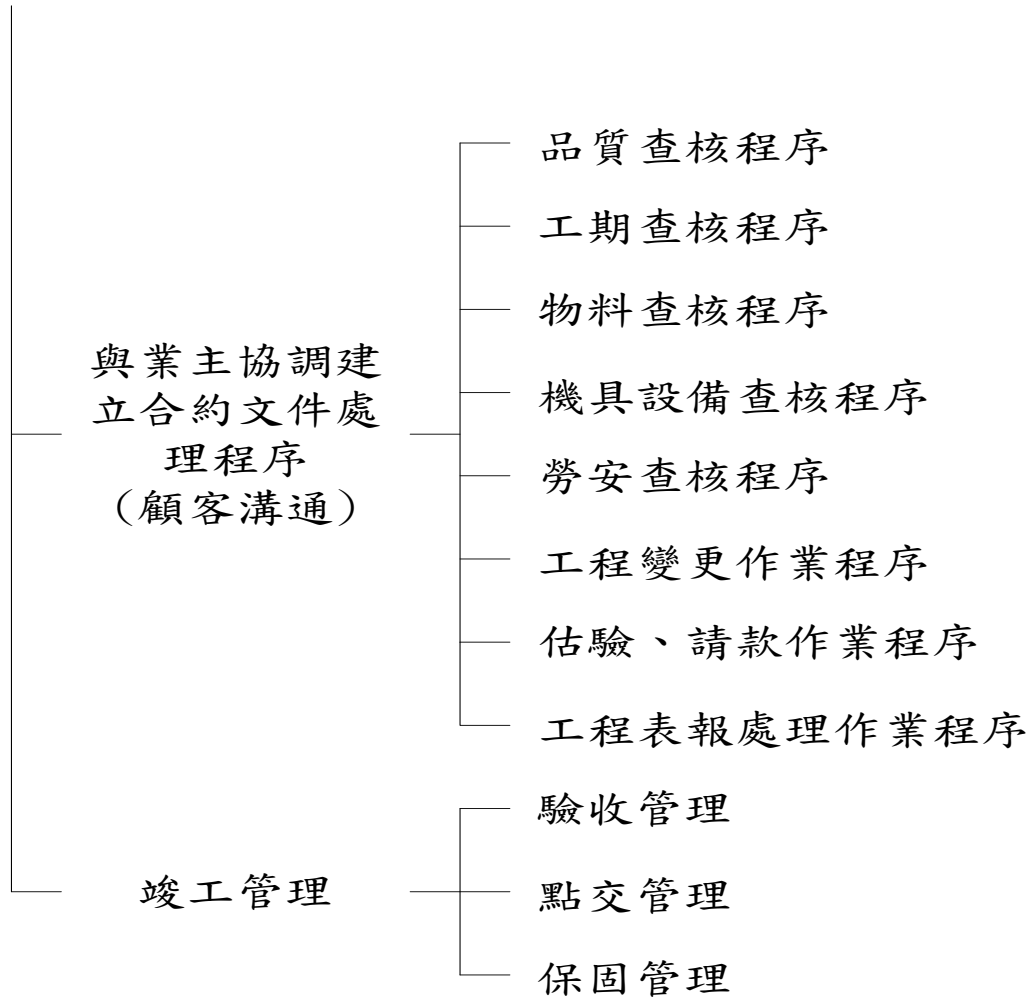 品質查核程序
工期查核程序
物料查核程序
與業主協調建
立合約文件處
理程序
（顧客溝通）
機具設備查核程序
勞安查核程序
工程變更作業程序
估驗、請款作業程序
工程表報處理作業程序
竣工管理
驗收管理
點交管理
保固管理